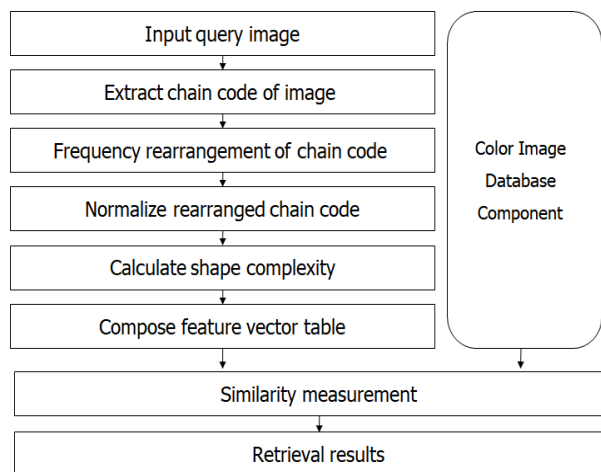 Input query image
Extract chain code of image
Frequency rearrangement of chain code
Normalize rearranged chain code
Calculate shape complexity
Compose feature vector table
Color Image
Database
Component
Similarity measurement
Retrieval results